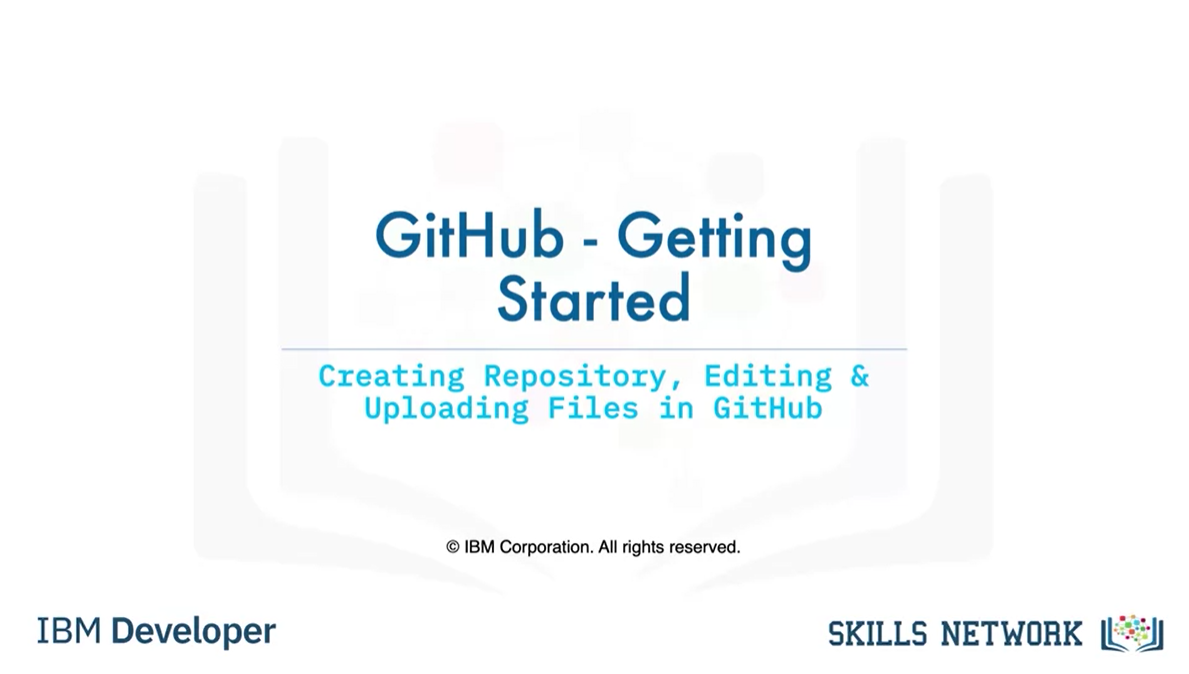 GitHub - Getting
Started
Creating Repository, Editing &
Uploading Files in GitHub
© IBM Corporation. All rights reserved.
IBM Developer
SKILLS NETWORK